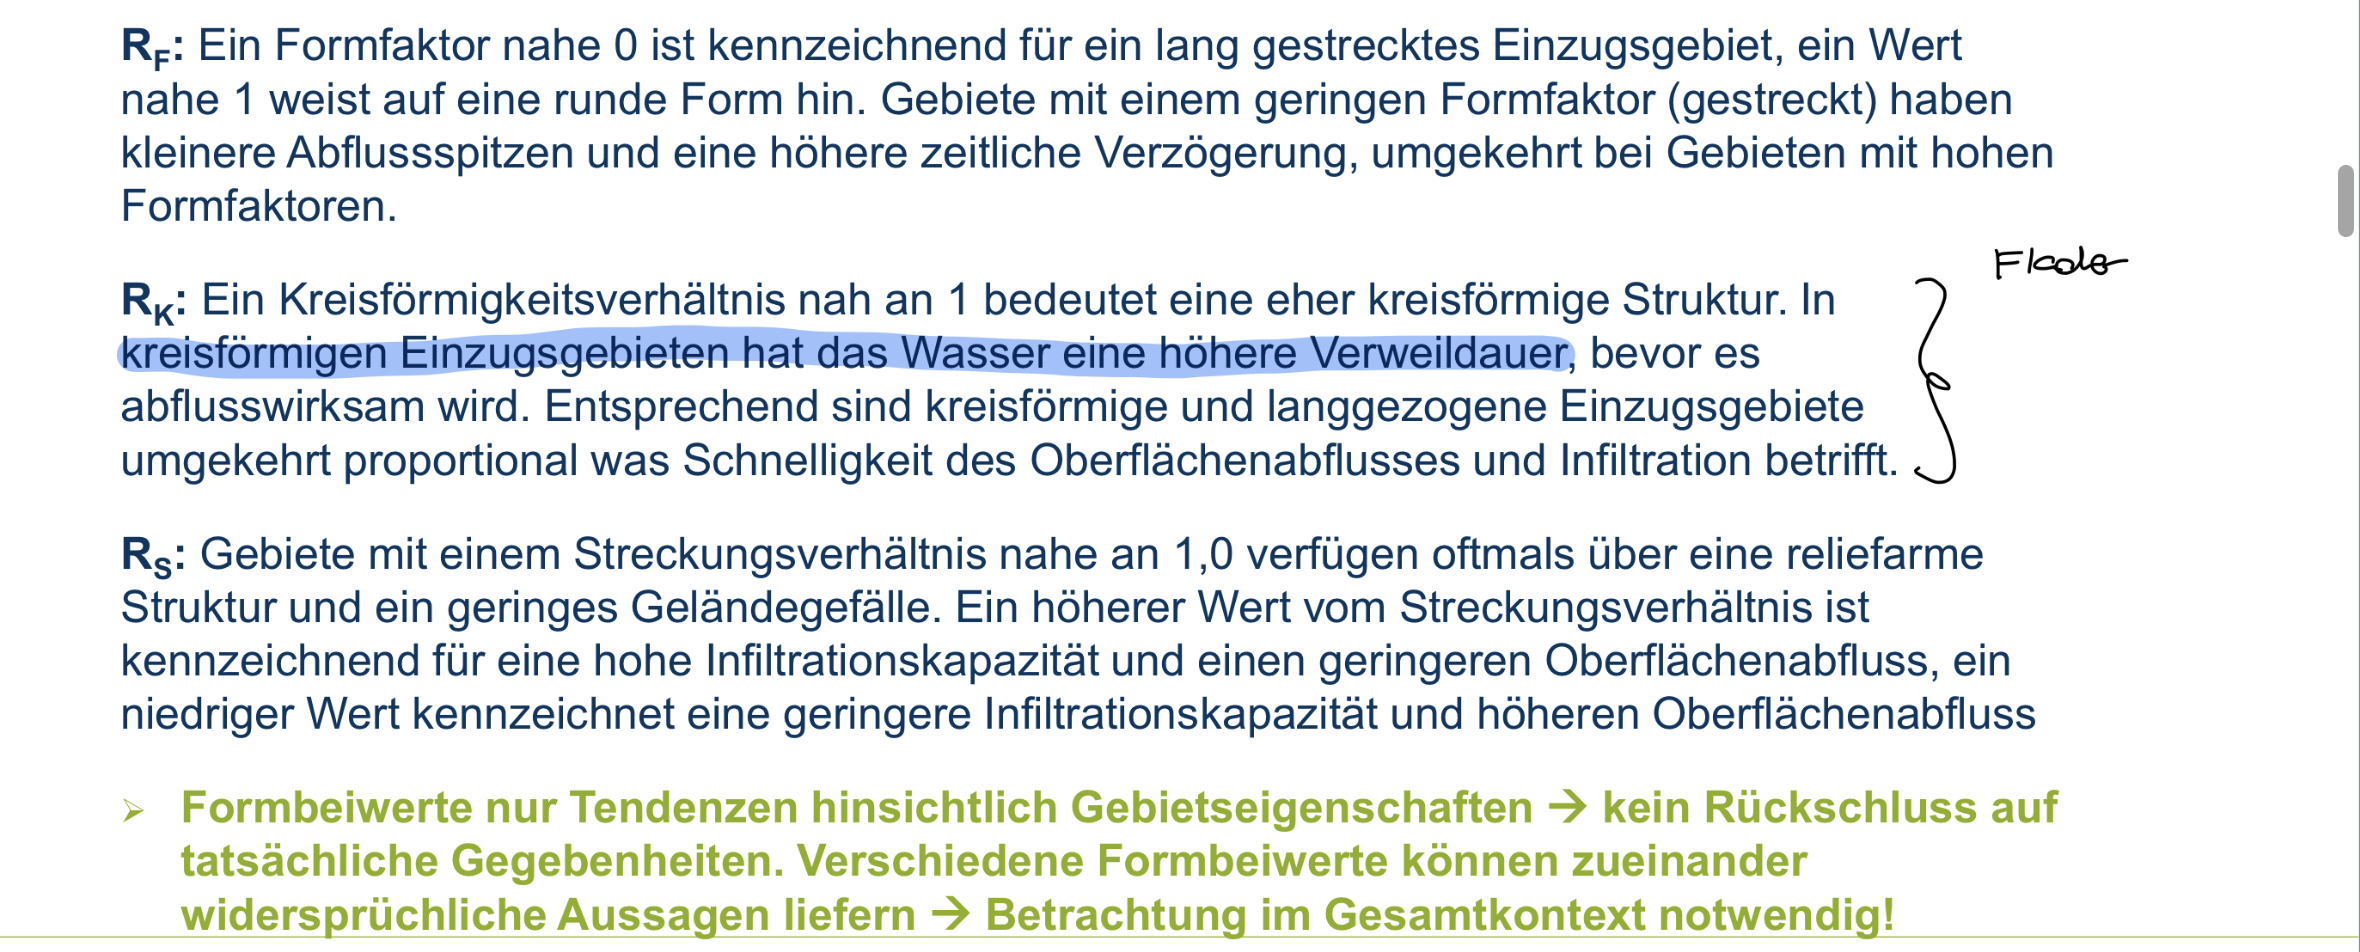 R_F: Ein Formfaktor nahe 0 ist kennzeichnend für ein lang gestrecktes Einzugsgebiet, ein Wert
nahe 1 weist auf eine runde Form hin. Gebiete mit einem geringen Formfaktor (gestreckt) haben
kleinere Abflussspitzen und eine höhere zeitliche Verzögerung, umgekehrt bei Gebieten mit hohen
Formfaktoren.
R_K: Ein Kreisförmigkeitsverhältnis nah an 1 bedeutet eine eher kreisförmige Struktur. In
kreisförmigen Einzugsgebieten hat das Wasser eine höhere Verweildauer, bevor es
abflusswirksam wird. Entsprechend sind kreisförmige und langgezogene Einzugsgebiete
umgekehrt proportional was Schnelligkeit des Oberflächenabflusses und Infiltration betrifft.
R_S: Gebiete mit einem Streckungsverhältnis nahe an 1,0 verfügen oftmals über eine reliefarme
Struktur und ein geringes Geländegefälle. Ein höherer Wert vom Streckungsverhältnis ist
kennzeichnend für eine hohe Infiltrationskapazität und einen geringeren Oberflächenabfluss, ein
niedriger Wert kennzeichnet eine geringere Infiltrationskapazität und höheren Oberflächenabfluss
➢ Formbeiwerte nur Tendenzen hinsichtlich Gebietseigenschaften → kein Rückschluss auf
tatsächliche Gegebenheiten. Verschiedene Formbeiwerte können zueinander
widersprüchliche Aussagen liefern → Betrachtung im Gesamtkontext notwendig!